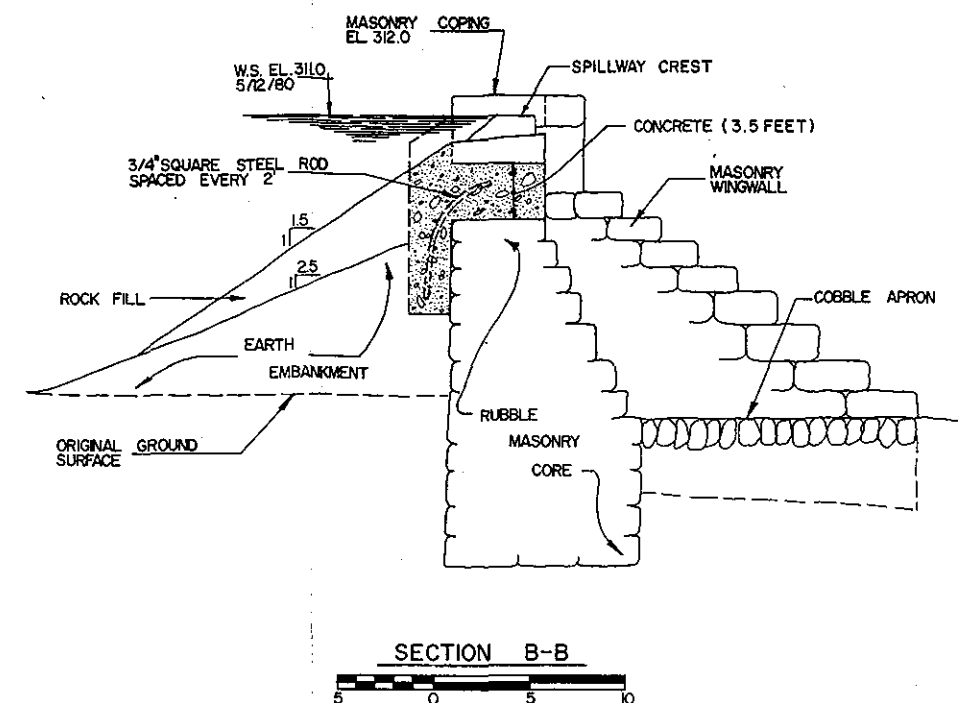 MASONRY COPING
EL. 312.0
W.S. EL. 311.0
5/12/80
SPILLWAY CREST
CONCRETE (3.5 FEET)
3/4" SQUARE STEEL ROD
SPACED EVERY 2'
MASONRY
WINGWALL
1.5
1
2.5
1
ROCK FILL
COBBLE APRON
EARTH
EMBANKMENT
RUBBLE
MASONRY
CORE
ORIGINAL GROUND
SURFACE
SECTION B-B
5 0 5 10